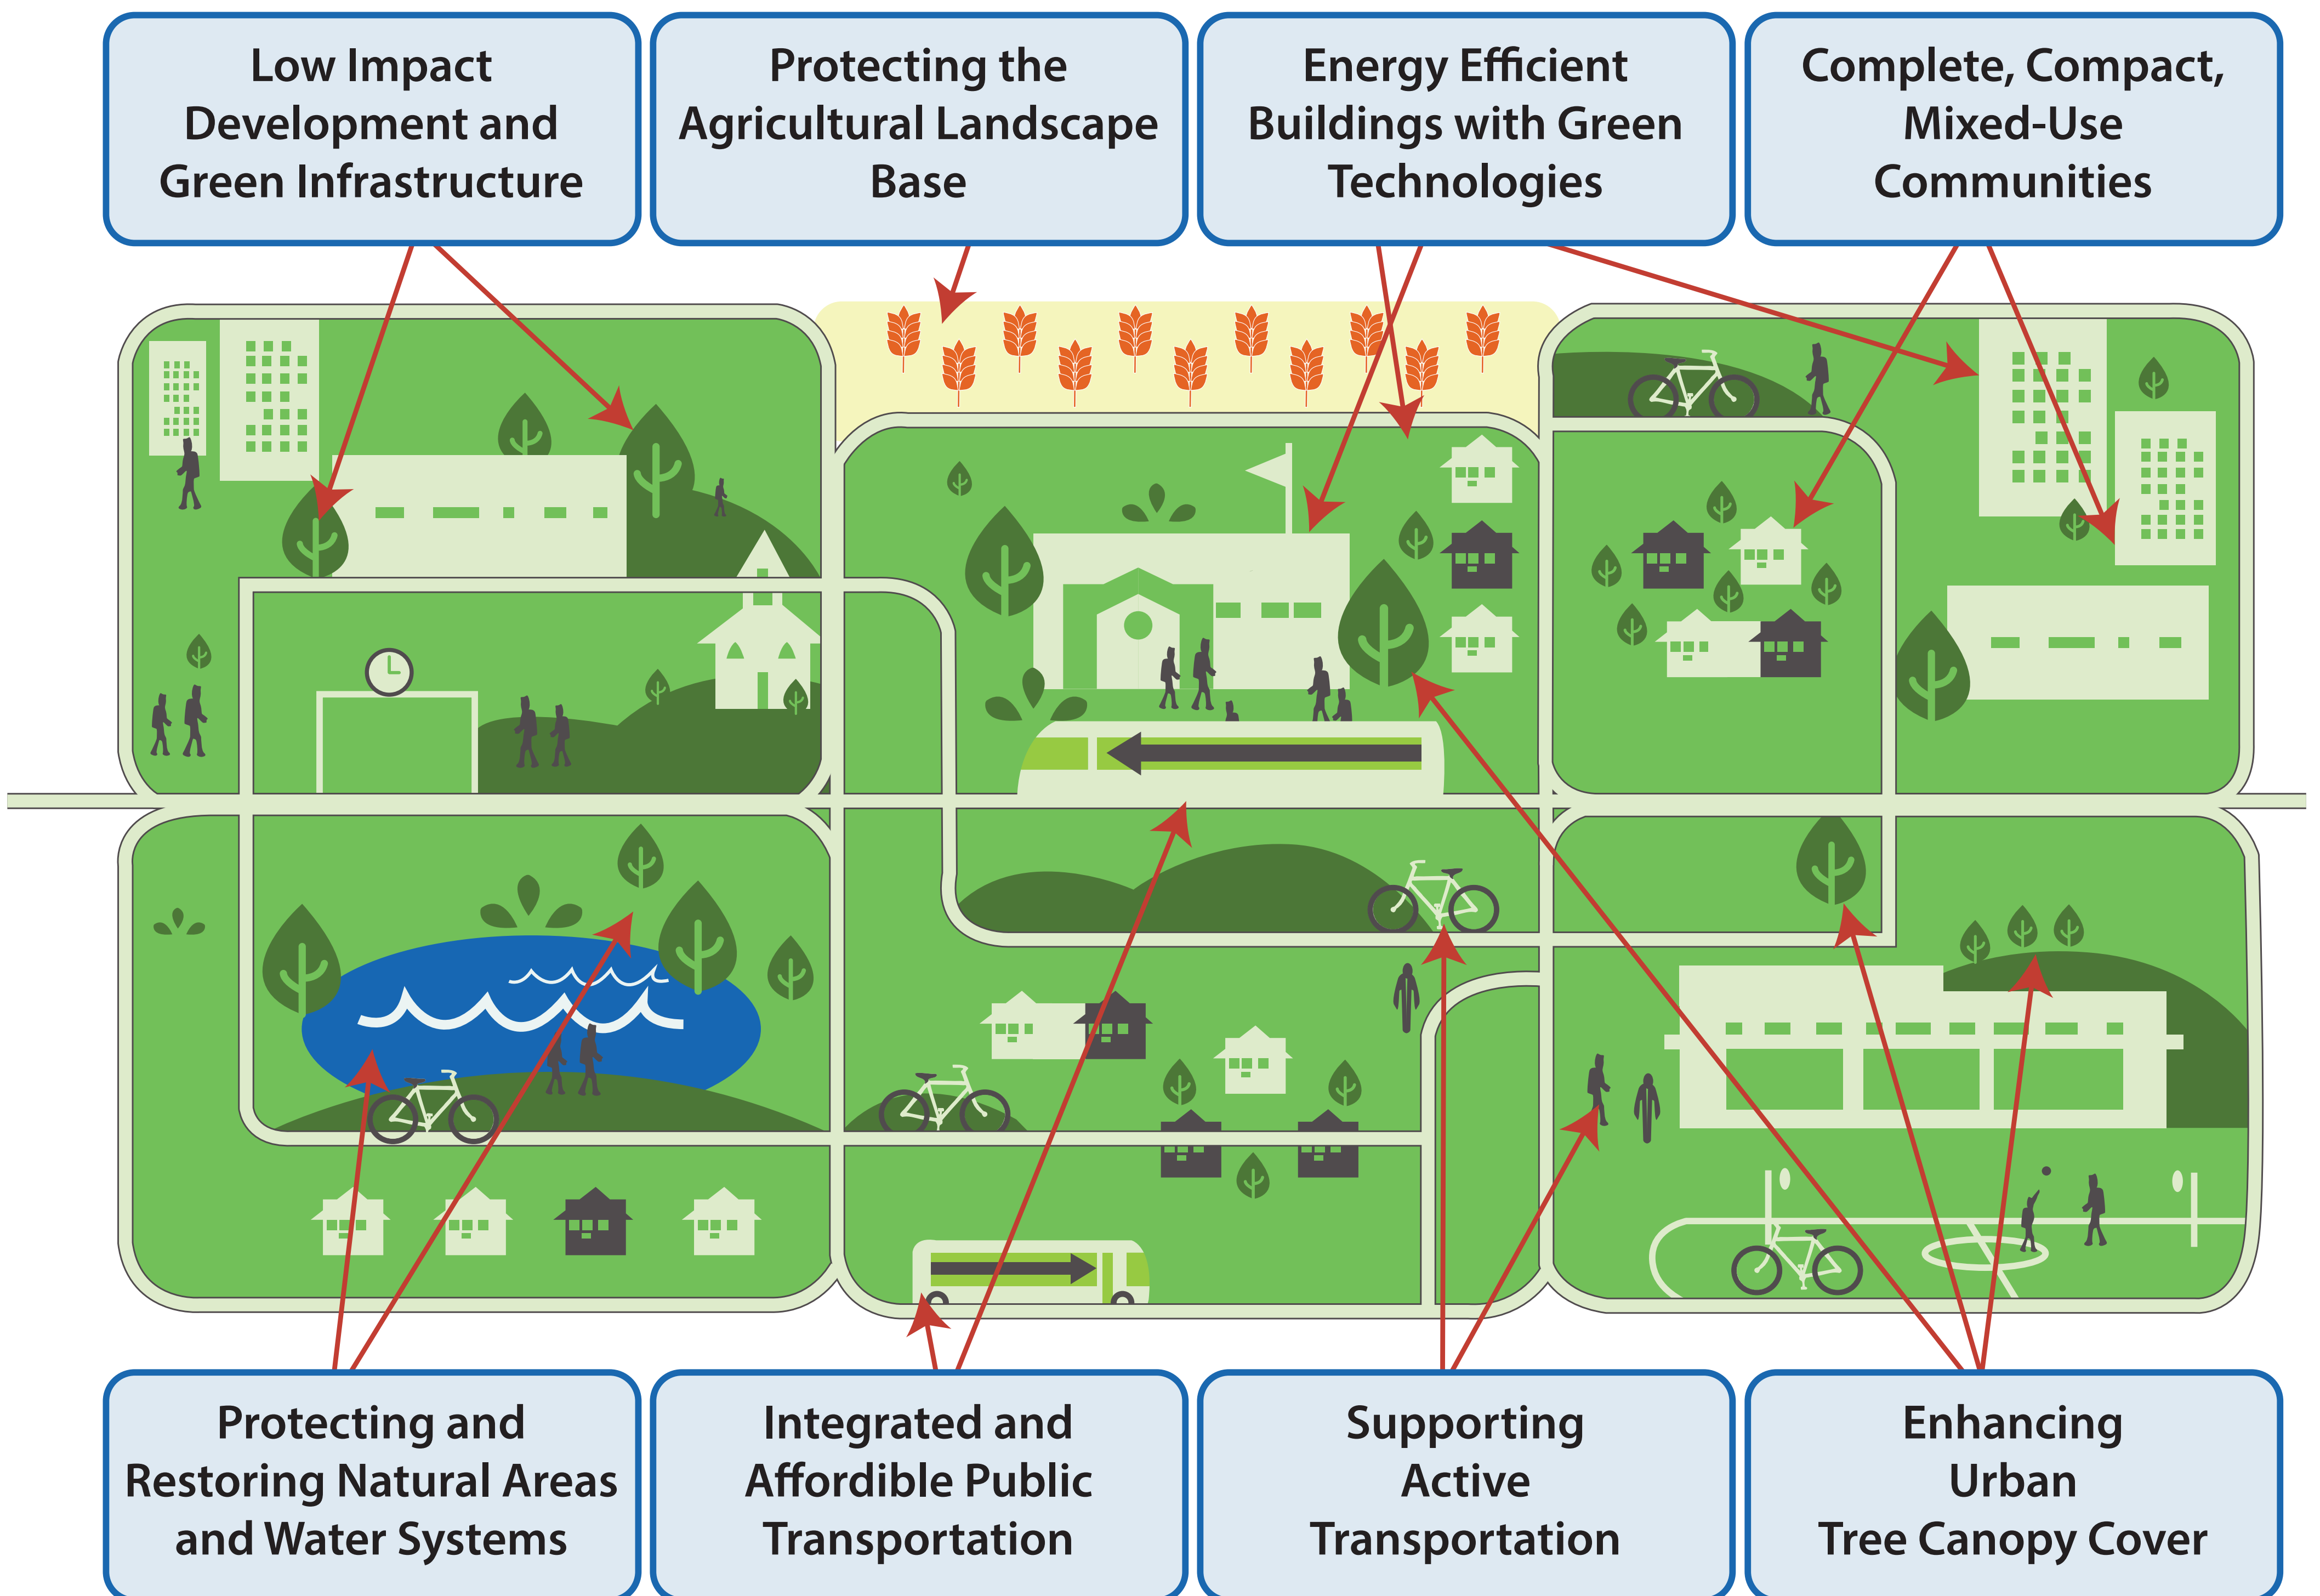 Low Impact
Development and
Green Infrastructure
Protecting the
Agricultural Landscape
Base
Energy Efficient
Buildings with Green
Technologies
Complete, Compact,
Mixed-Use
Communities
Protecting and
Restoring Natural Areas
and Water Systems
Integrated and
Affordible Public
Transportation
Supporting
Active
Transportation
Enhancing
Urban
Tree Canopy Cover